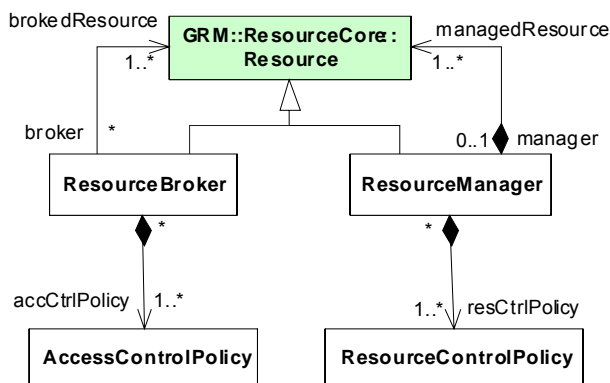 brokedResource
GRM::ResourceCore::
Resource
managedResource
1..*
1..*
broker
*
0..1
manager
ResourceBroker
ResourceManager
*
*
accCtrlPolicy
1..*
1..*
resCtrlPolicy
AccessControlPolicy
ResourceControlPolicy